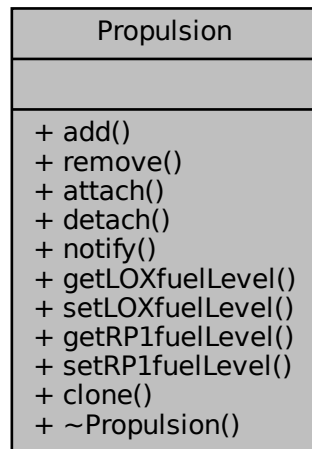 Propulsion
+ add()
+ remove()
+ attach()
+ detach()
+ notify()
+ getLOXfuelLevel()
+ setLOXfuelLevel()
+ getRP1fuelLevel()
+ setRP1fuelLevel()
+ clone()
+ ~Propulsion()